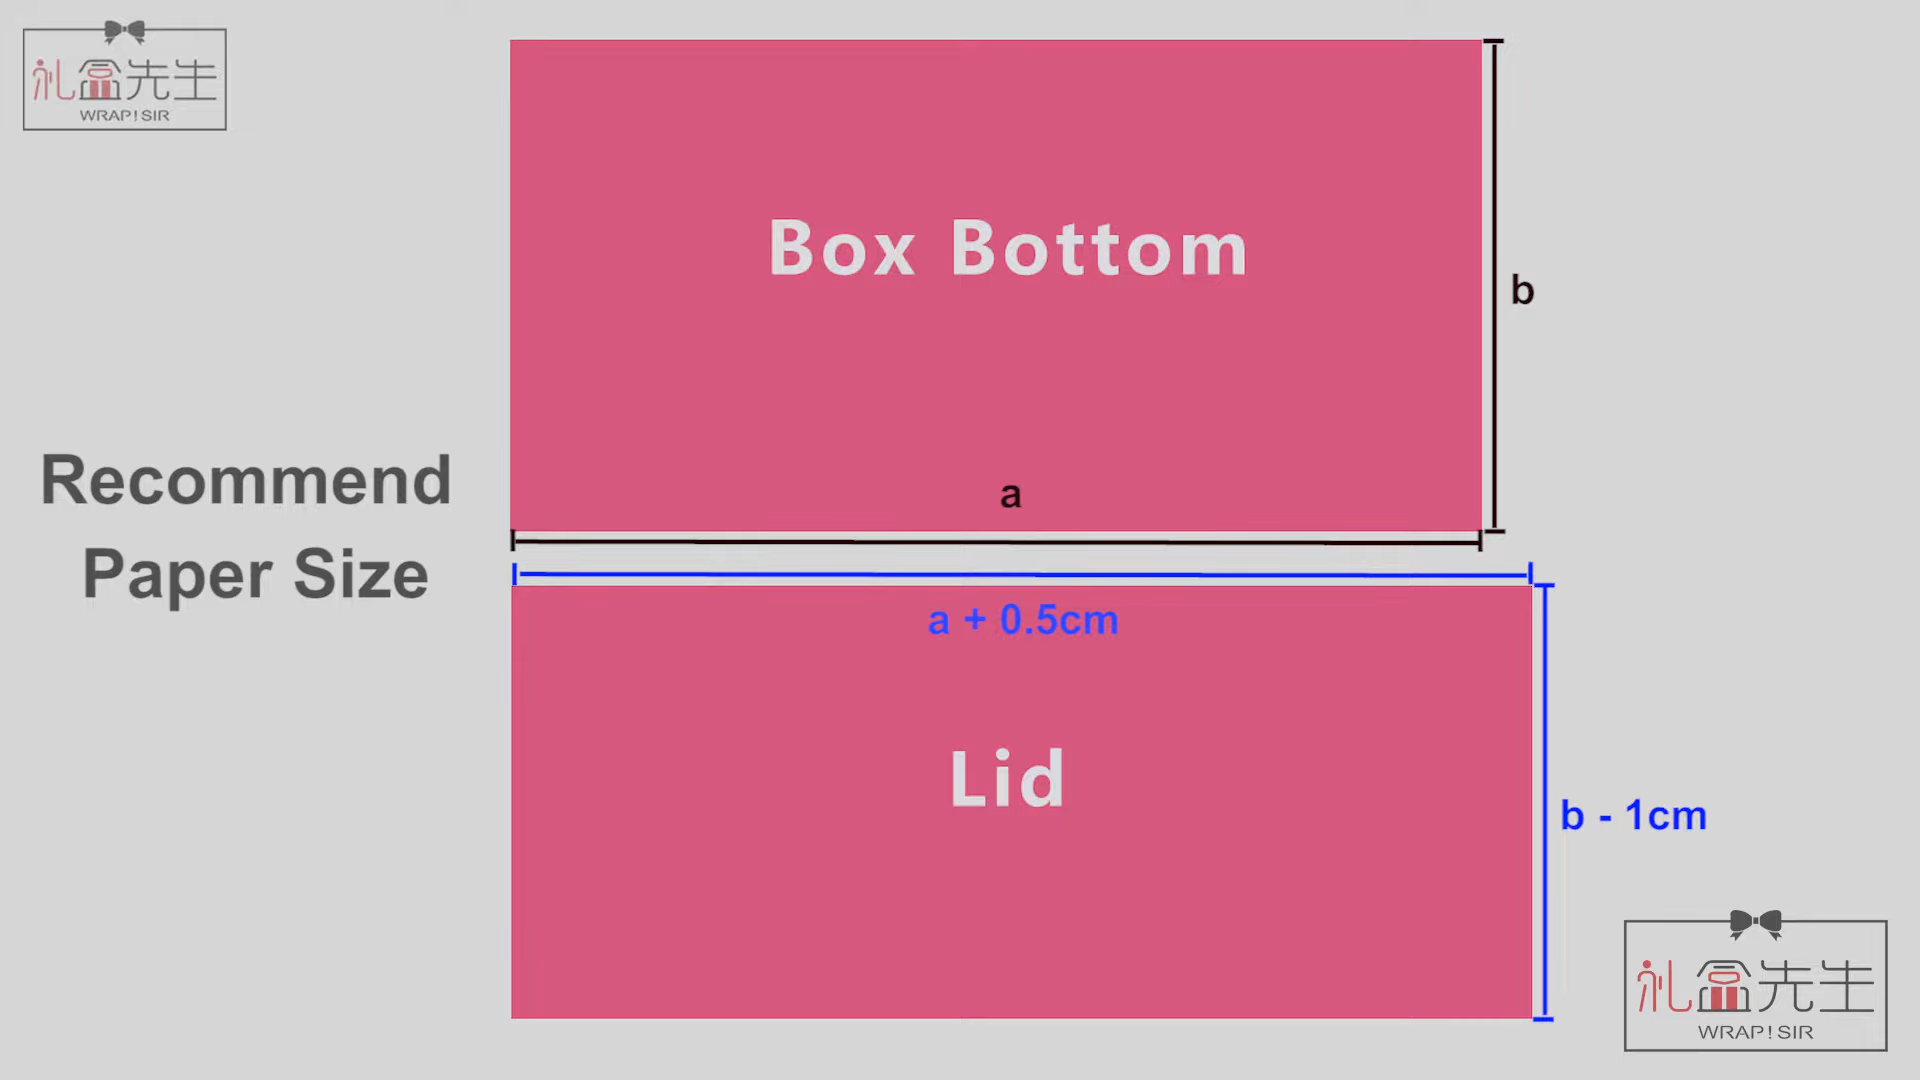 礼盒先生
WRAP!SIR
Box Bottom
b
a
Recommend
Paper Size
a + 0.5cm
Lid
b - 1cm
礼盒先生
WRAP!SIR